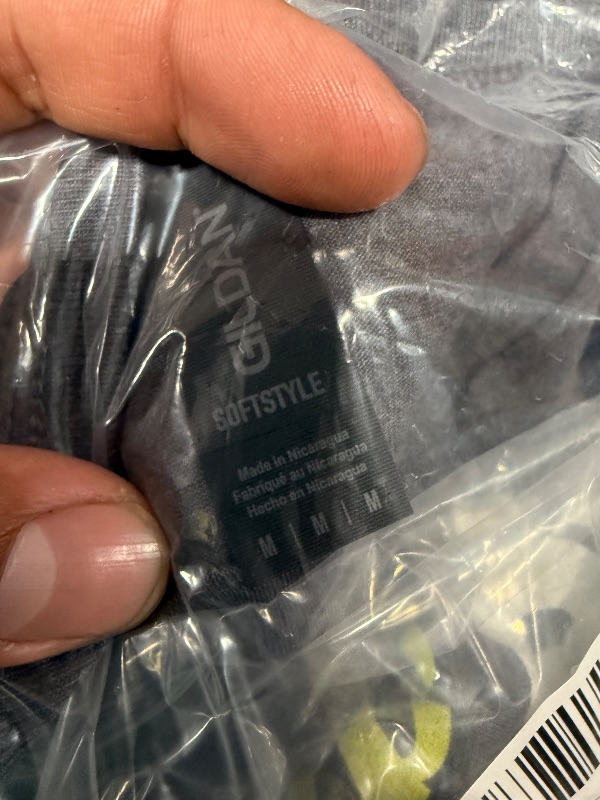 GILDAN
SOFTSTYLE
Made in Nicaragua
Fabriqué au Nicaragua
Hecho en Nicaragua
M | M | M